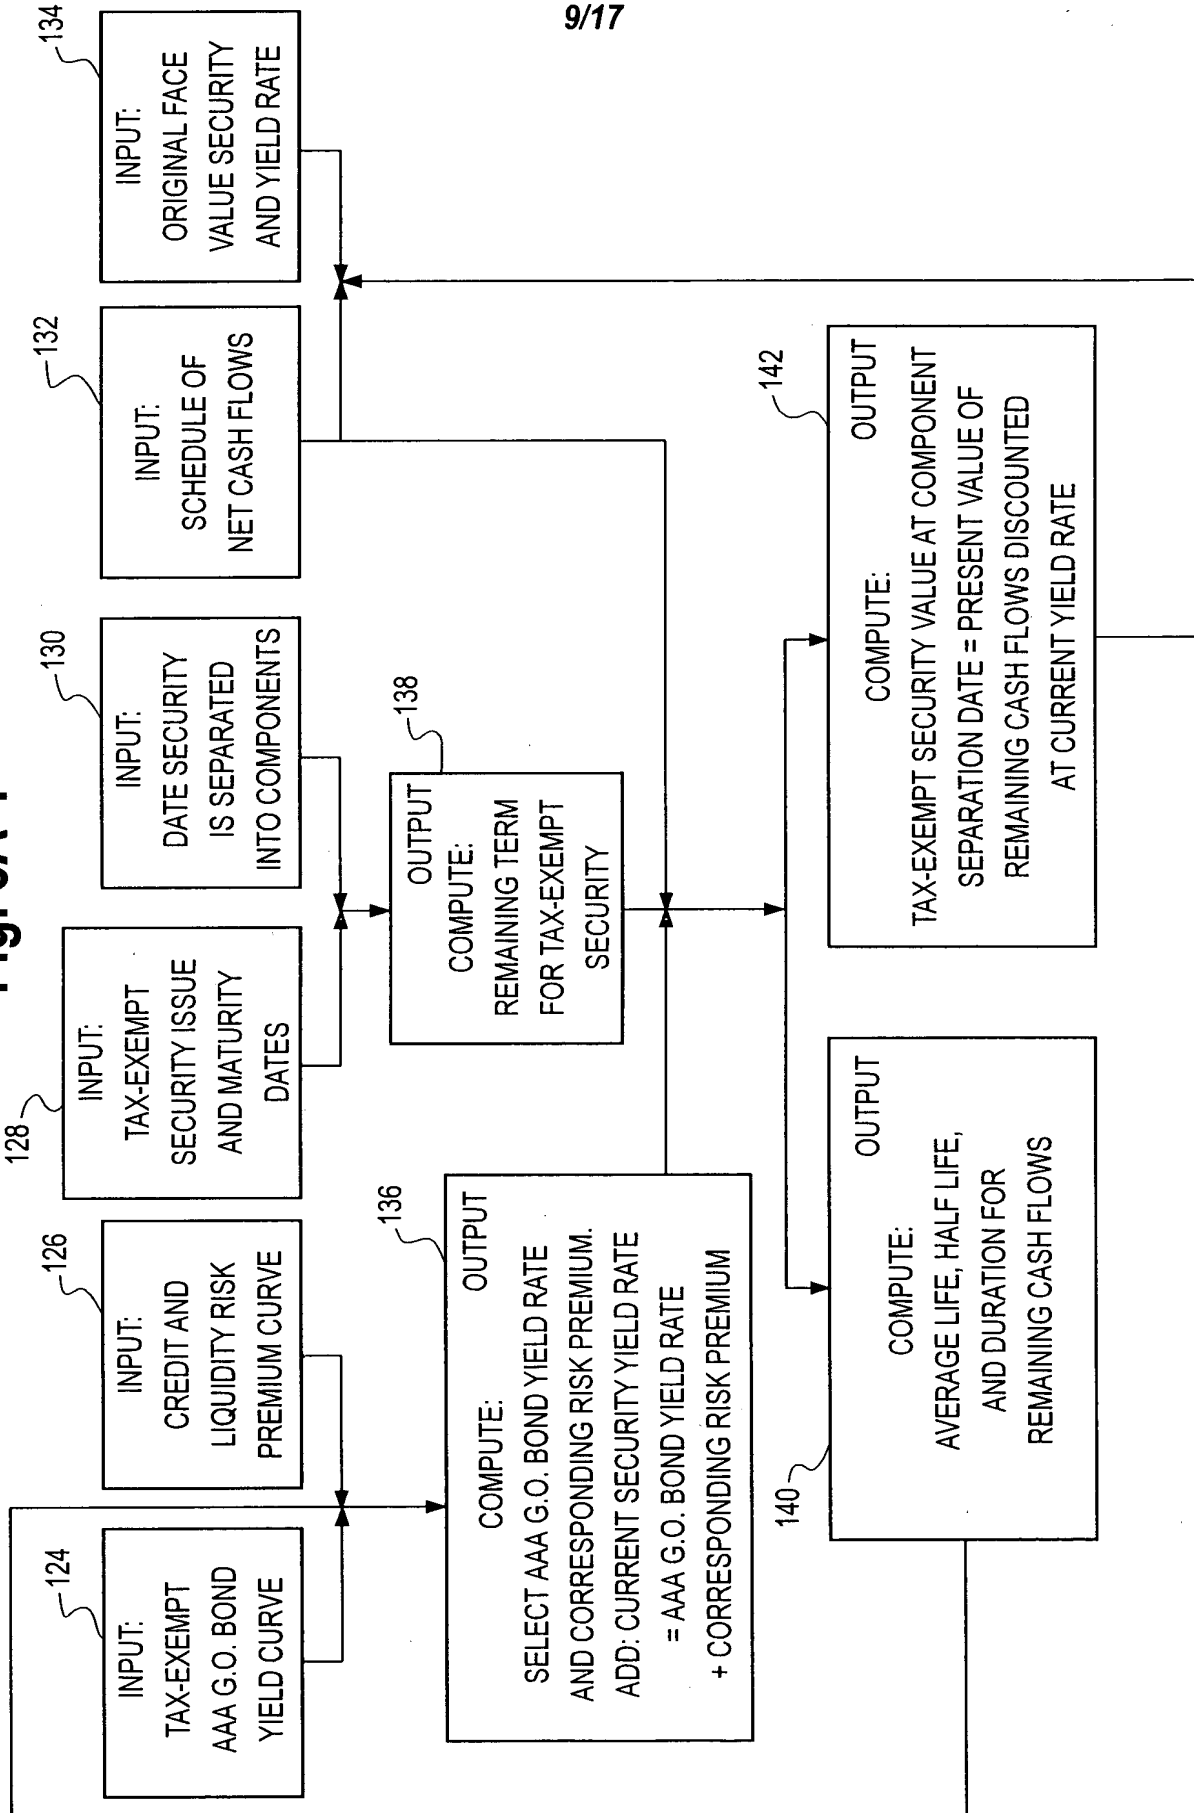 9/17
124
INPUT:
TAX-EXEMPT
AAA G.O. BOND
YIELD CURVE
126
INPUT:
CREDIT AND
LIQUIDITY RISK
PREMIUM CURVE
128
INPUT:
TAX-EXEMPT
SECURITY ISSUE
AND MATURITY
DATES
130
INPUT:
DATE SECURITY
IS SEPARATED
INTO COMPONENTS
132
INPUT:
SCHEDULE OF
NET CASH FLOWS
134
INPUT:
ORIGINAL FACE
VALUE SECURITY
AND YIELD RATE
136
OUTPUT
COMPUTE:
SELECT AAA G.O. BOND YIELD RATE
AND CORRESPONDING RISK PREMIUM.
ADD: CURRENT SECURITY YIELD RATE
= AAA G.O. BOND YIELD RATE
+ CORRESPONDING RISK PREMIUM
138
OUTPUT
COMPUTE:
REMAINING TERM
FOR TAX-EXEMPT
SECURITY
140
OUTPUT
COMPUTE:
AVERAGE LIFE, HALF LIFE,
AND DURATION FOR
REMAINING CASH FLOWS
142
OUTPUT
COMPUTE:
TAX-EXEMPT SECURITY VALUE AT COMPONENT
SEPARATION DATE = PRESENT VALUE OF
REMAINING CASH FLOWS DISCOUNTED
AT CURRENT YIELD RATE